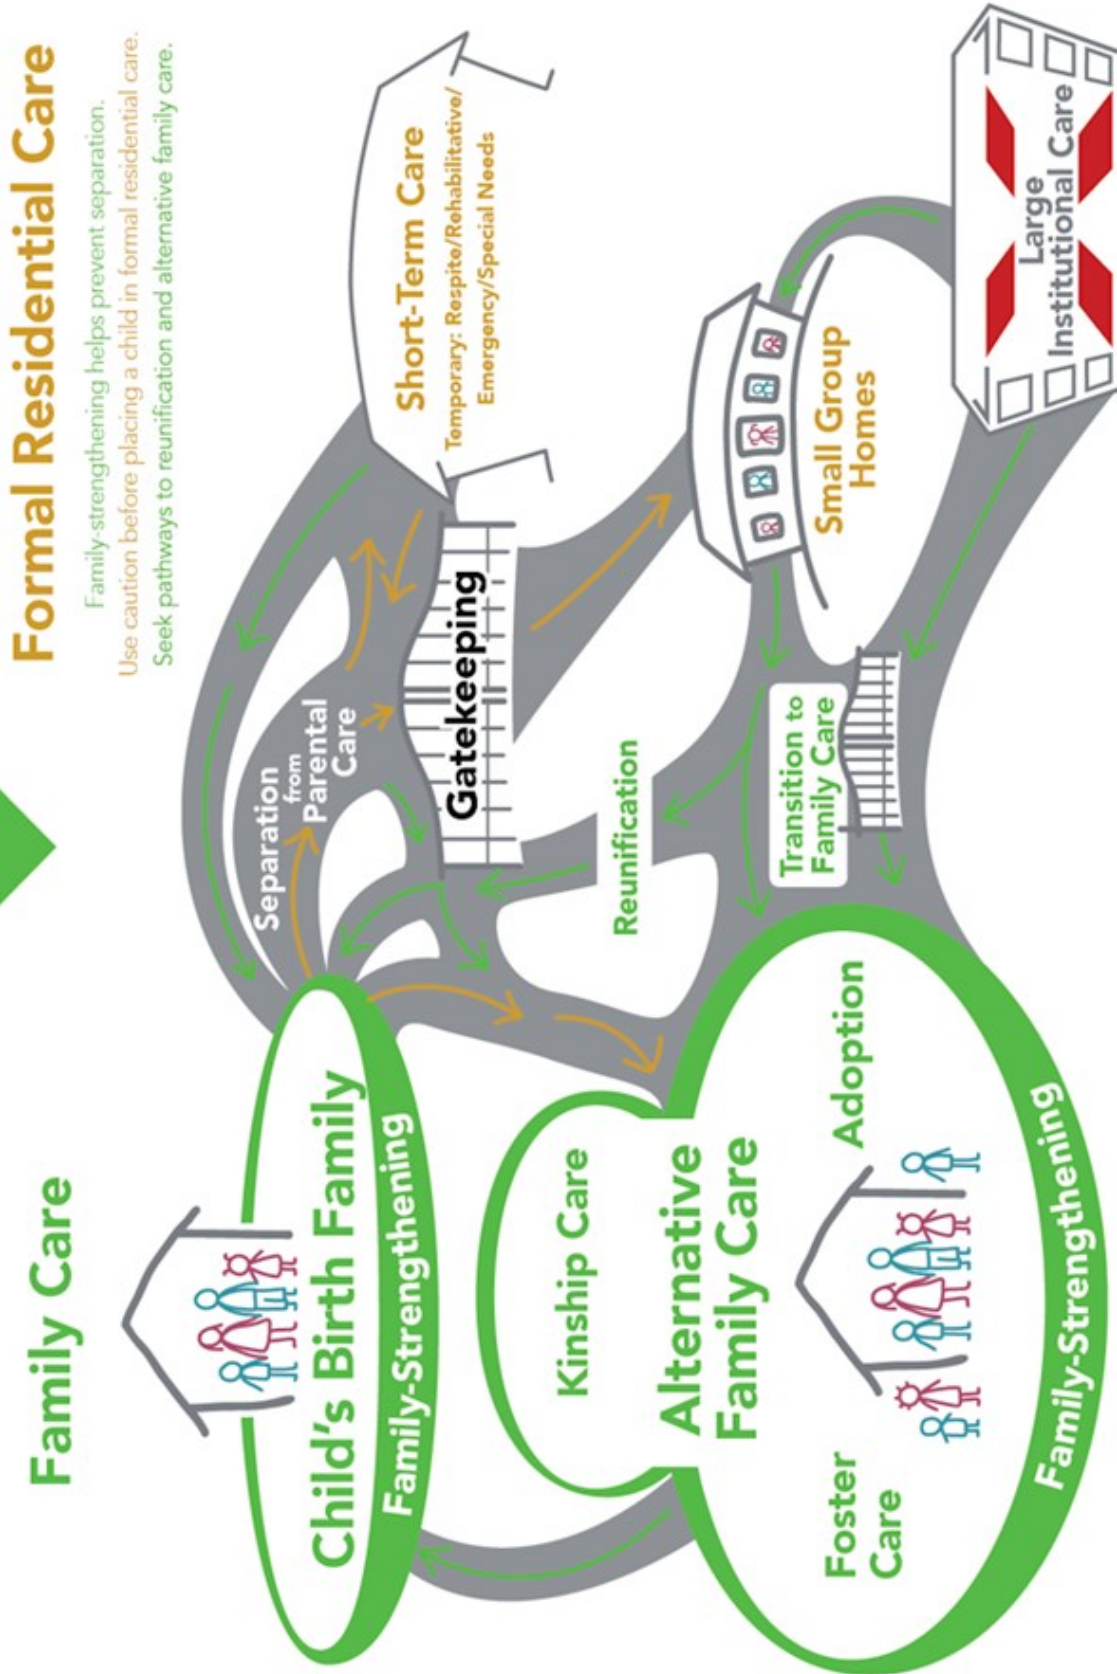 Family Care
Formal Residential Care
Family-strengthening helps prevent separation.
Use caution before placing a child in formal residential care.
Seek pathways to reunification and alternative family care.
Child's Birth Family
Family-Strengthening
Separation
from
Parental
Care
Short-Term Care
Temporary: Respite/Rehabilitative/
Emergency/Special Needs
Gatekeeping
Kinship Care
Alternative
Family Care
Foster
Care
Adoption
Family-Strengthening
Reunification
Transition to
Family Care
Small Group
Homes
Large
Institutional Care